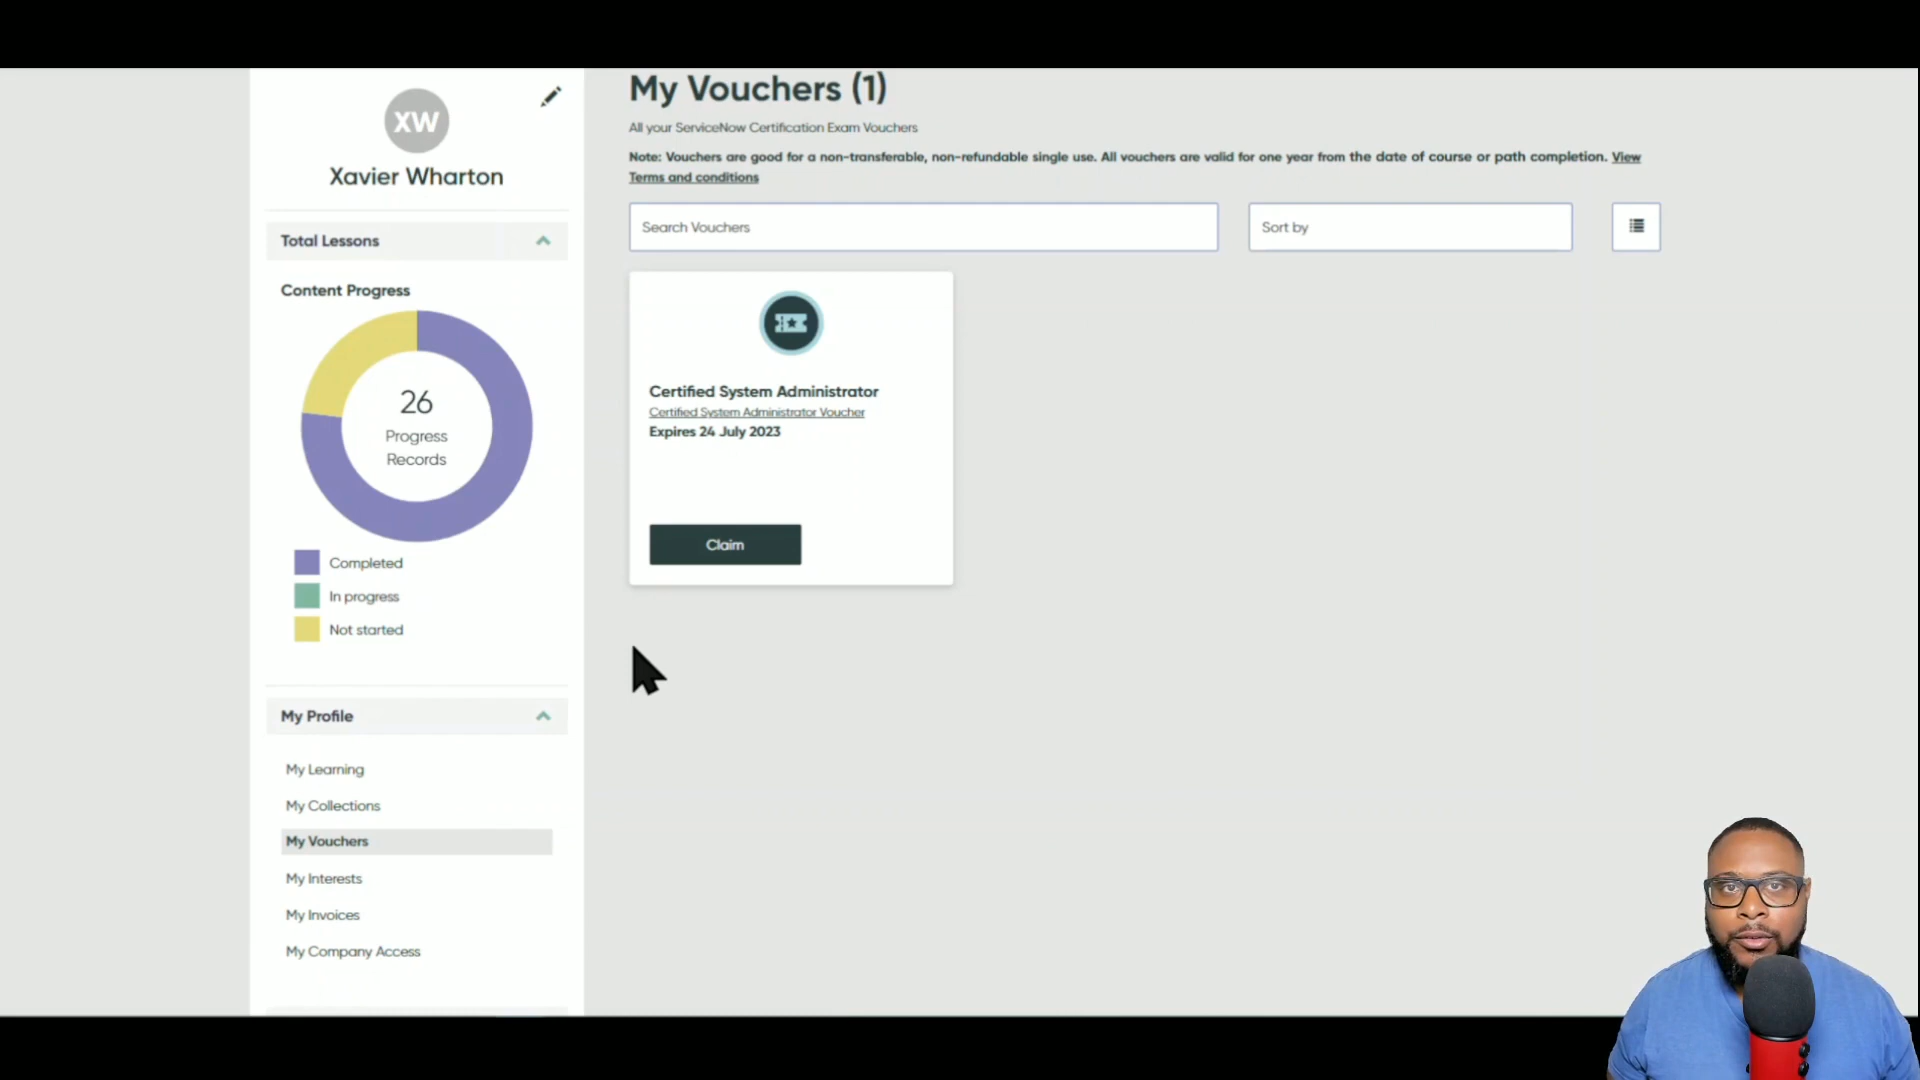 XW
Xavier Wharton
Total Lessons
Content Progress
26
Progress
Records
Completed
In progress
Not started
My Profile
My Learning
My Collections
My Vouchers
My Interests
My Invoices
My Company Access
My Vouchers (1)
All your ServiceNow Certification Exam Vouchers
Note: Vouchers are good for a non-transferable, non-refundable single use. All vouchers are valid for one year from the date of course or path completion. View
Terms and conditions
Search Vouchers
Sort by
Certified System Administrator
Certified System Administrator Voucher
Expires 24 July 2023
Claim